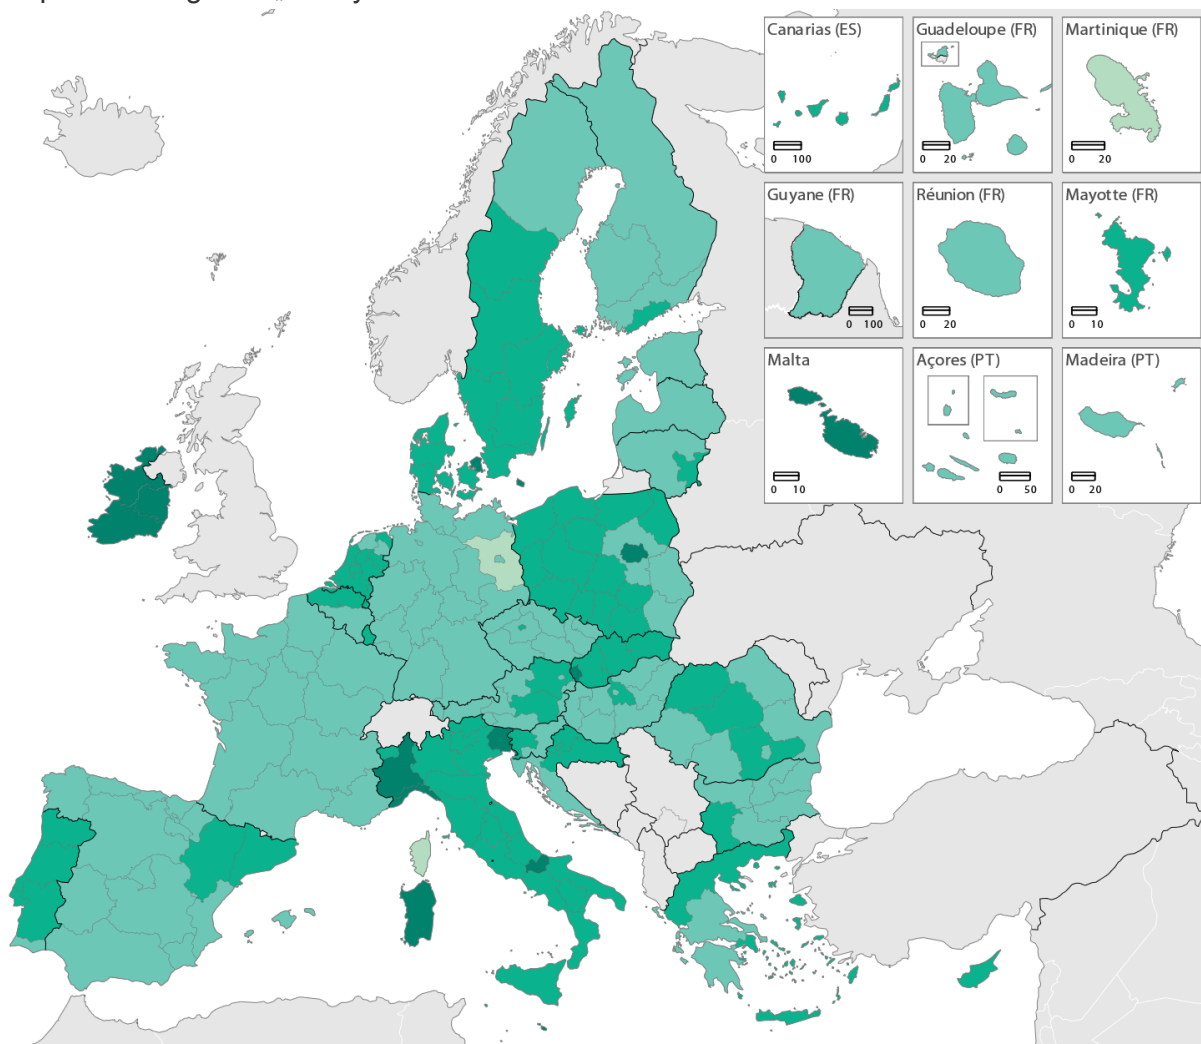 Canarias (ES)
0 100
Guadeloupe (FR)
0 20
Martinique (FR)
0 20
Guyane (FR)
0 100
Réunion (FR)
0 20
Mayotte (FR)
0 10
Malta
0 10
Açores (PT)
0 50
Madeira (PT)
0 20